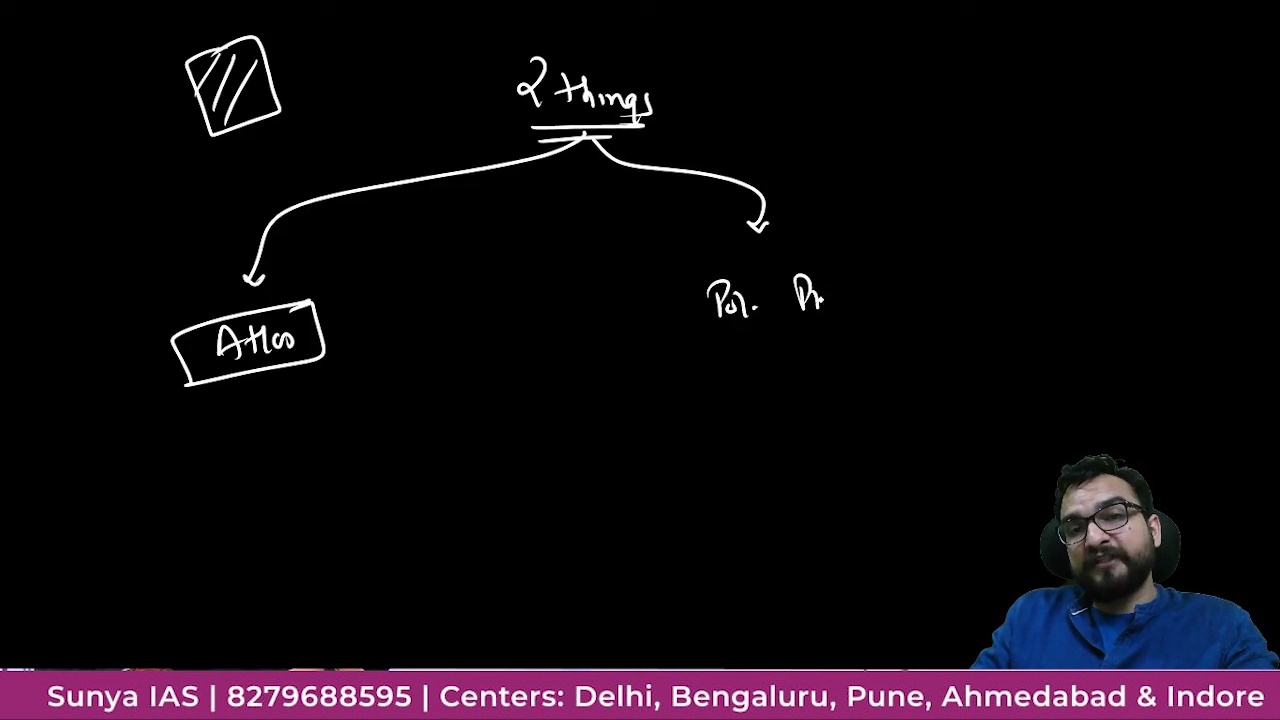 2 things
Atlas
Pol. Pr.
Sunya IAS | 8279688595 | Centers: Delhi, Bengaluru, Pune, Ahmedabad & Indore